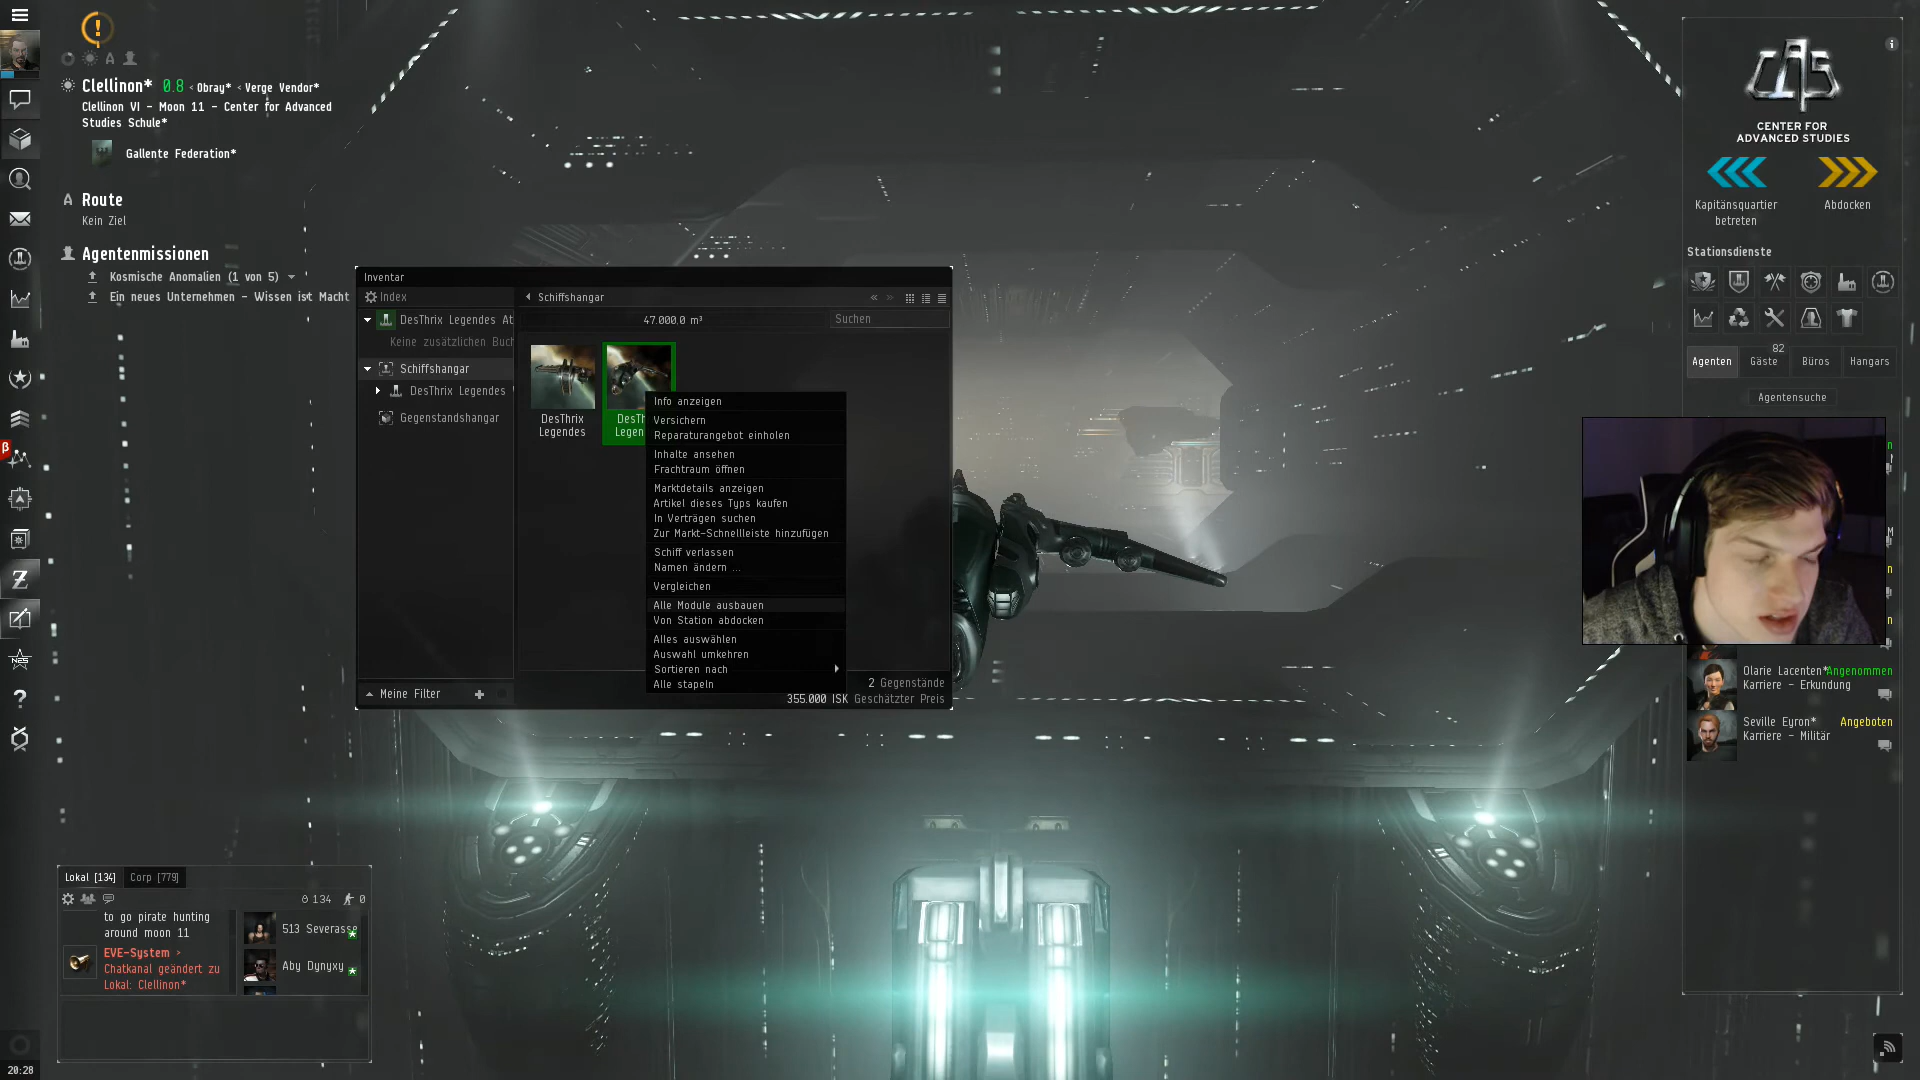 Clellinon* 0.8 < Obray* < Verge Vendor*
Clellinon VI - Moon 11 - Center for Advanced
Studies Schule*
Gallente Federation*
Route
Kein Ziel
Agentenmissionen
Kosmische Anomalien (1 von 5)
Ein neues Unternehmen - Wissen ist Macht
Inventar
Index
DesThrix Legendes At
Keine zusätzlichen Buch
Schiffshangar
DesThrix Legendes
Gegenstandshangar
Meine Filter
Schiffshangar
47.000.0 m³
Suchen
DesThrix
Legendes
DesTh
Legen
Info anzeigen
Versichern
Reparaturangebot einholen
Inhalte ansehen
Frachtraum öffnen
Marktdetails anzeigen
Artikel dieses Typs kaufen
In Verträgen suchen
Zur Markt-Schnellleiste hinzufügen
Schiff verlassen
Namen ändern ...
Vergleichen
Alle Module ausbauen
Von Station abdocken
Alles auswählen
Auswahl umkehren
Sortieren nach
Alle stapeln
2 Gegenstände
355.000 ISK Geschätzter Preis
CAS
CENTER FOR
ADVANCED STUDIES
Kapitänsquartier
betreten
Abdocken
Stationsdienste
Agenten
82
Gäste
Büros
Hangars
Agentensuche
Olarie Lacenten* Angenommen
Karriere - Erkundung
Seville Eyron* Angeboten
Karriere - Militär
Lokal [134]
Corp [779]
134
0
to go pirate hunting
around moon 11
EVE-System >
Chatkanal geändert zu
Lokal: Clellinon*
513 Severasse
Aby Dynyxy
β
Z
NES
?
20:28